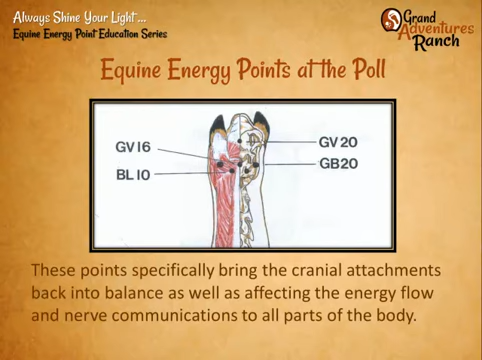 Always Shine Your Light...
Equine Energy Point Education Series
Grand
Adventures
Ranch
Equine Energy Points at the Poll
GV16
BL10
GV20
GB20
These points specifically bring the cranial attachments
back into balance as well as affecting the energy flow
and nerve communications to all parts of the body.